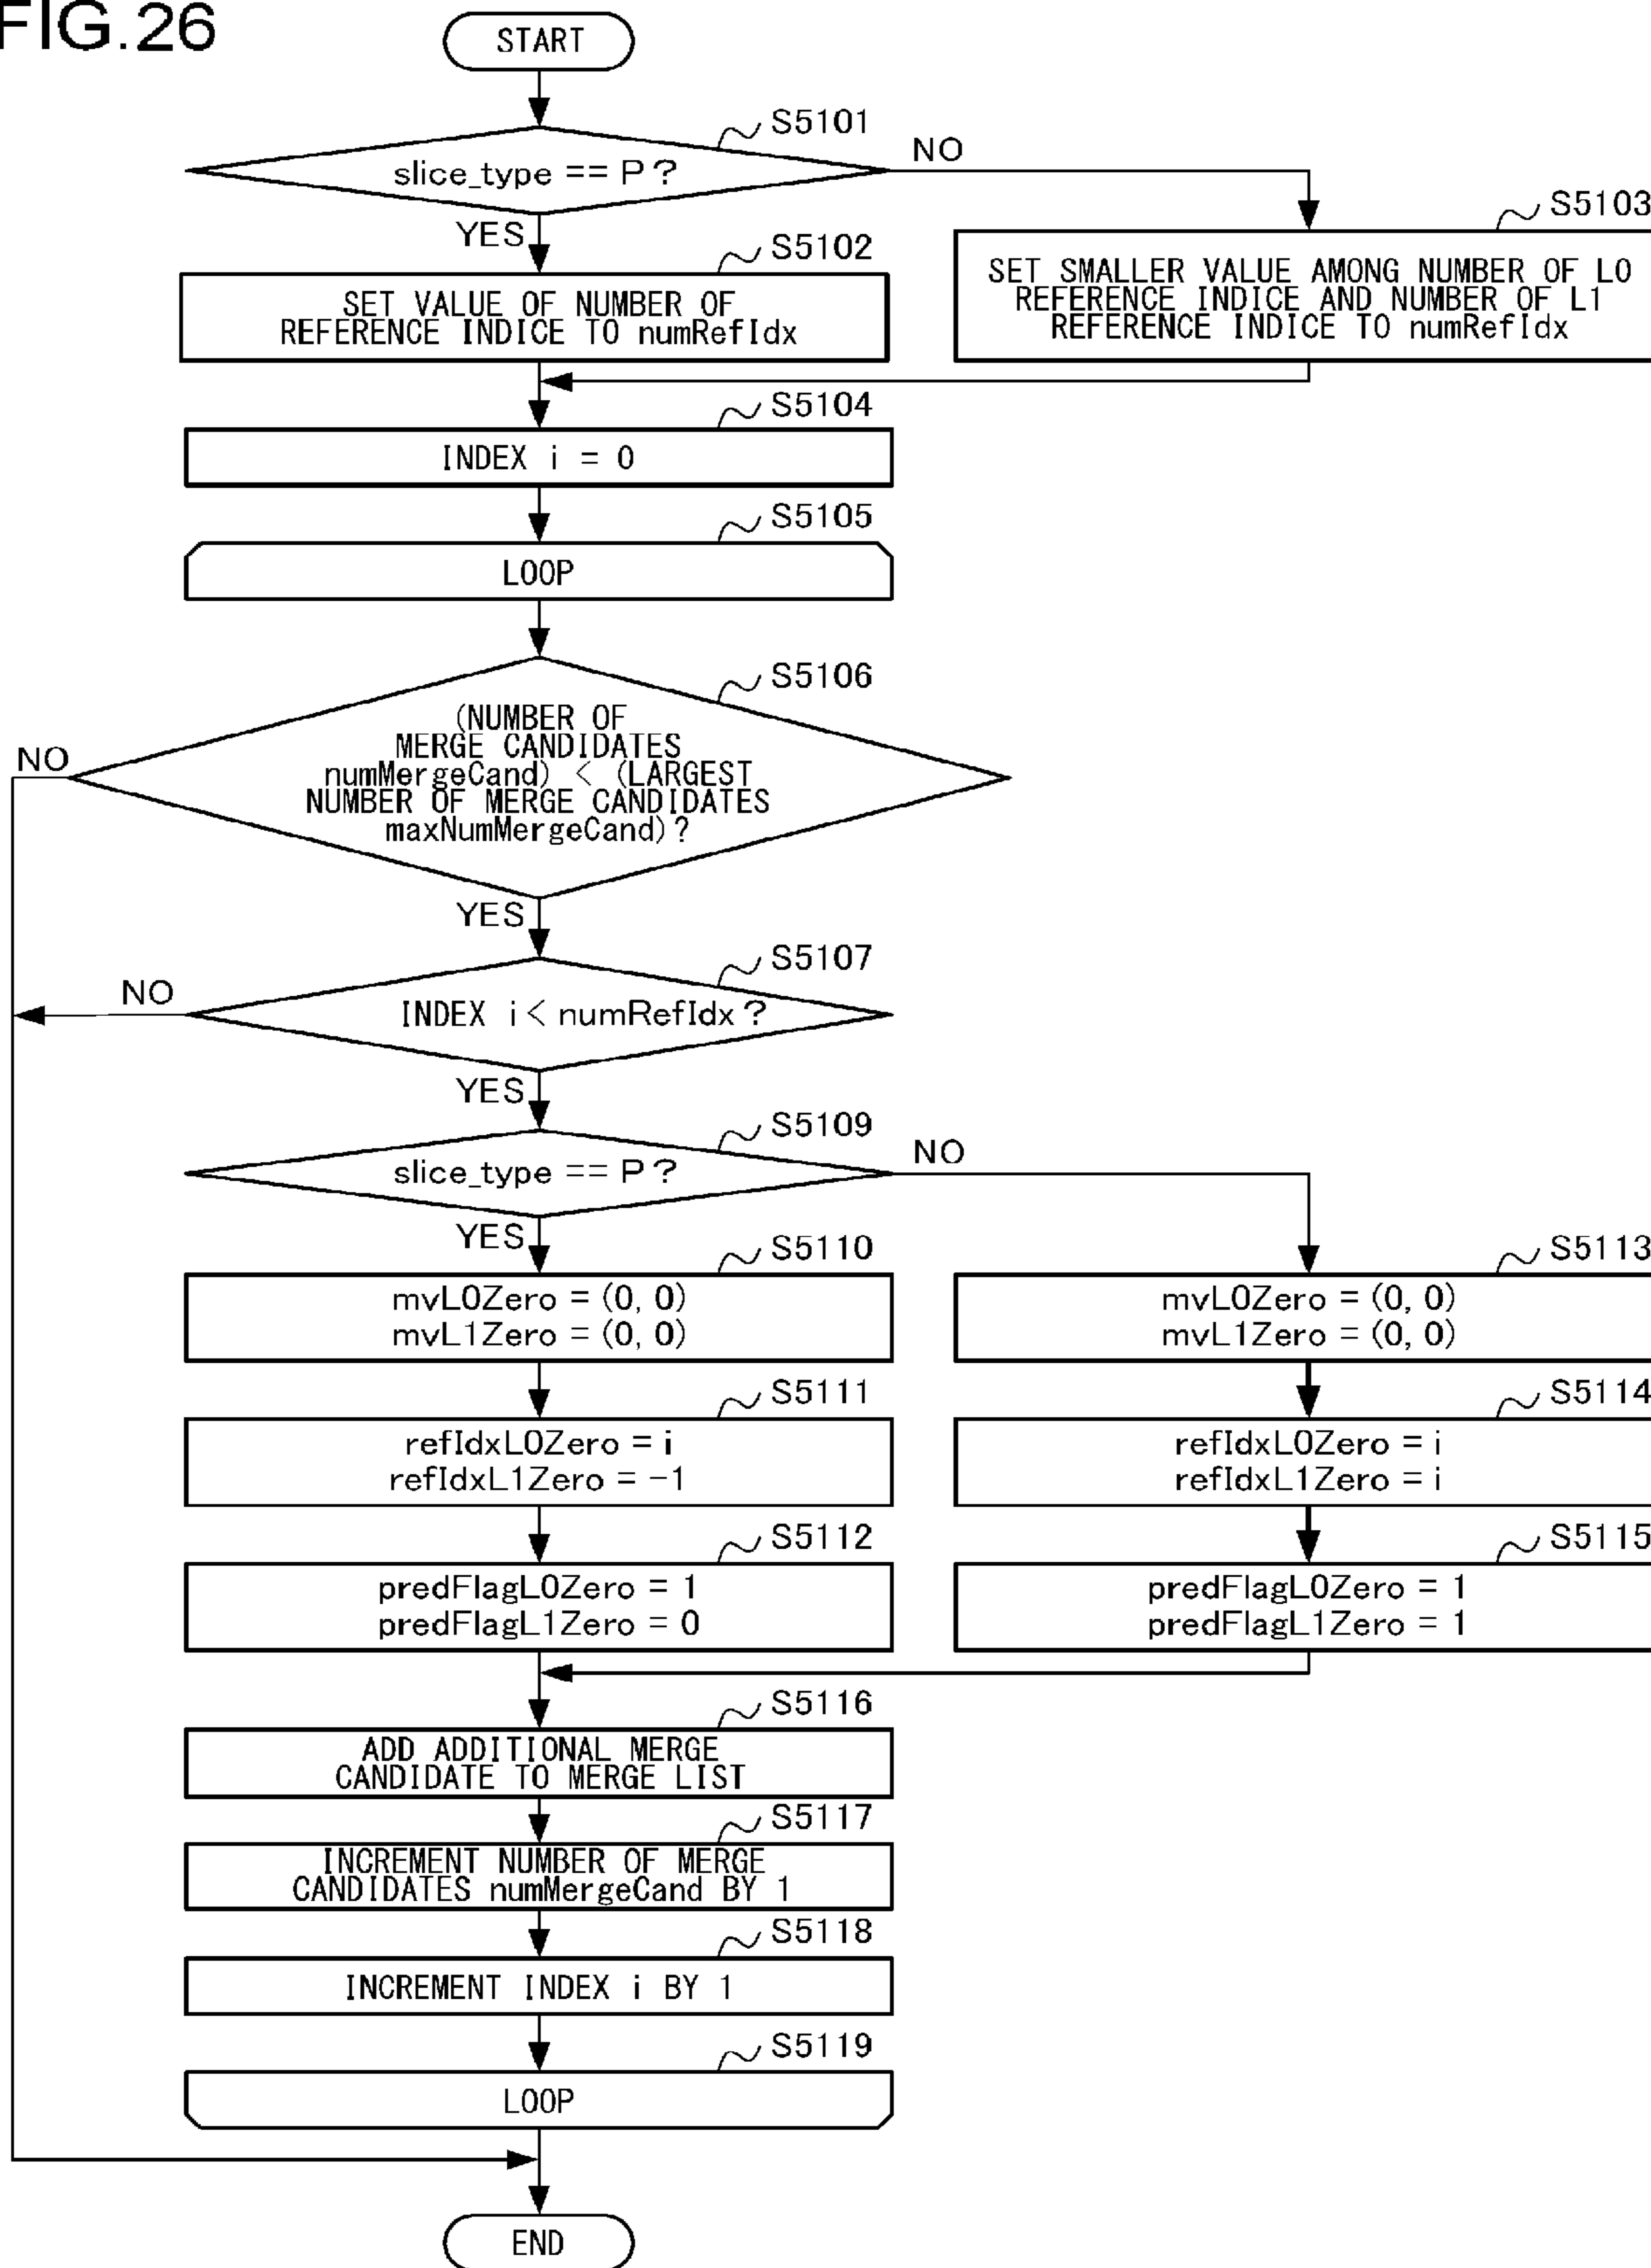 FIG.26
START
S5101
slice_type == P ?
NO
YES
S5102
SET VALUE OF NUMBER OF
REFERENCE INDICE TO numRefIdx
S5103
SET SMALLER VALUE AMONG NUMBER OF L0
REFERENCE INDICE AND NUMBER OF L1
REFERENCE INDICE TO numRefIdx
S5104
INDEX i = 0
S5105
LOOP
S5106
(NUMBER OF
MERGE CANDIDATES
numMergeCand) < (LARGEST
NUMBER OF MERGE CANDIDATES
maxNumMergeCand)?
NO
YES
S5107
INDEX i < numRefIdx ?
NO
YES
S5109
slice_type == P ?
NO
YES
S5110
mvL0Zero = (0, 0)
mvL1Zero = (0, 0)
S5113
mvL0Zero = (0, 0)
mvL1Zero = (0, 0)
S5111
refIdxL0Zero = i
refIdxL1Zero = -1
S5114
refIdxL0Zero = i
refIdxL1Zero = i
S5112
predFlagL0Zero = 1
predFlagL1Zero = 0
S5115
predFlagL0Zero = 1
predFlagL1Zero = 1
S5116
ADD ADDITIONAL MERGE
CANDIDATE TO MERGE LIST
S5117
INCREMENT NUMBER OF MERGE
CANDIDATES numMergeCand BY 1
S5118
INCREMENT INDEX i BY 1
S5119
LOOP
END